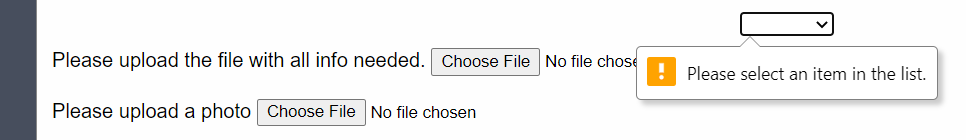 Please upload the file with all info needed. Choose File No file chose
Please select an item in the list.
Please upload a photo Choose File No file chosen